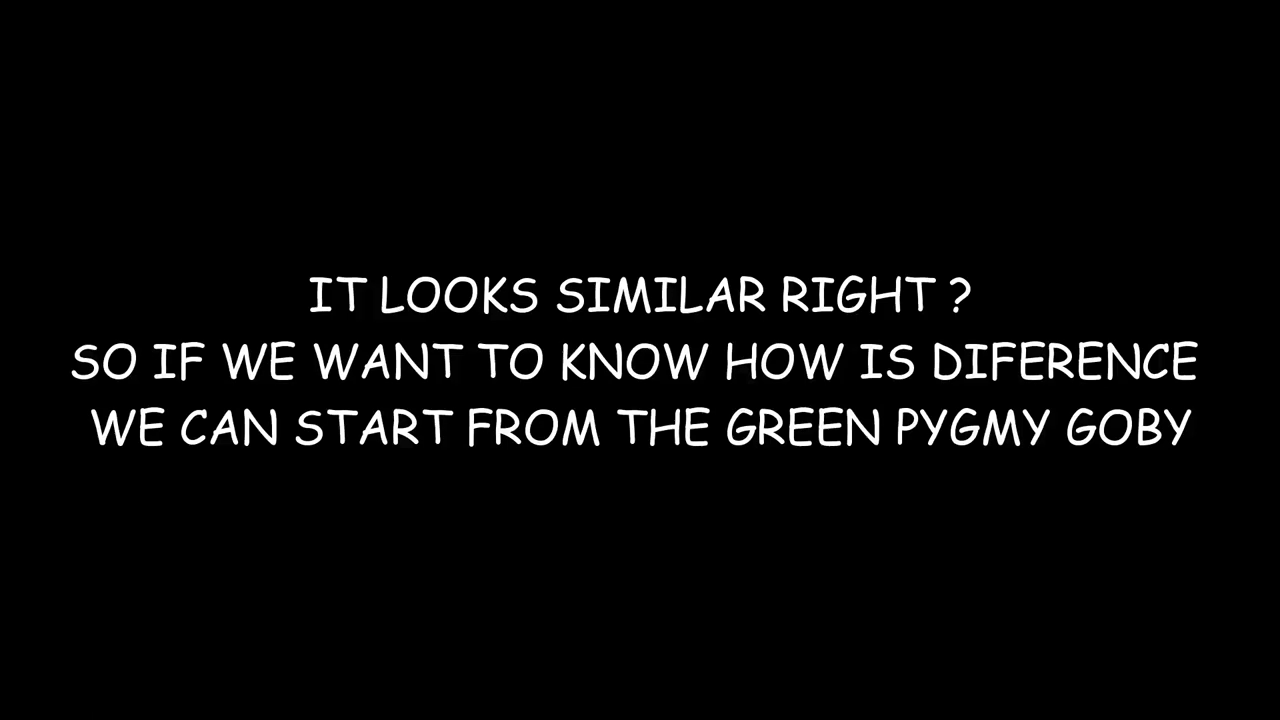 IT LOOKS SIMILAR RIGHT ?
SO IF WE WANT TO KNOW HOW IS DIFERENCE
WE CAN START FROM THE GREEN PYGMY GOBY